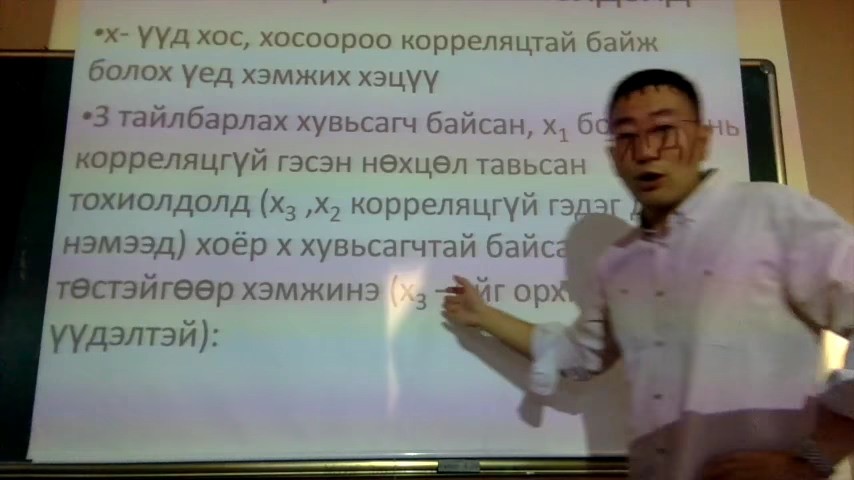 •х- үүд хос, хосоороо корреляцтай байж
болох үед хэмжих хэцүү
•3 тайлбарлах хувьсагч байсан, x1 нь
корреляцгүй гэсэн нөхцөл тавьсан
тохиолдолд (x3 ,x2 корреляцгүй гэдэг
нэмээд) хоёр х хувьсагчтай
төстэйгөөр хэмжинэ (x3
үүдэлтэй):